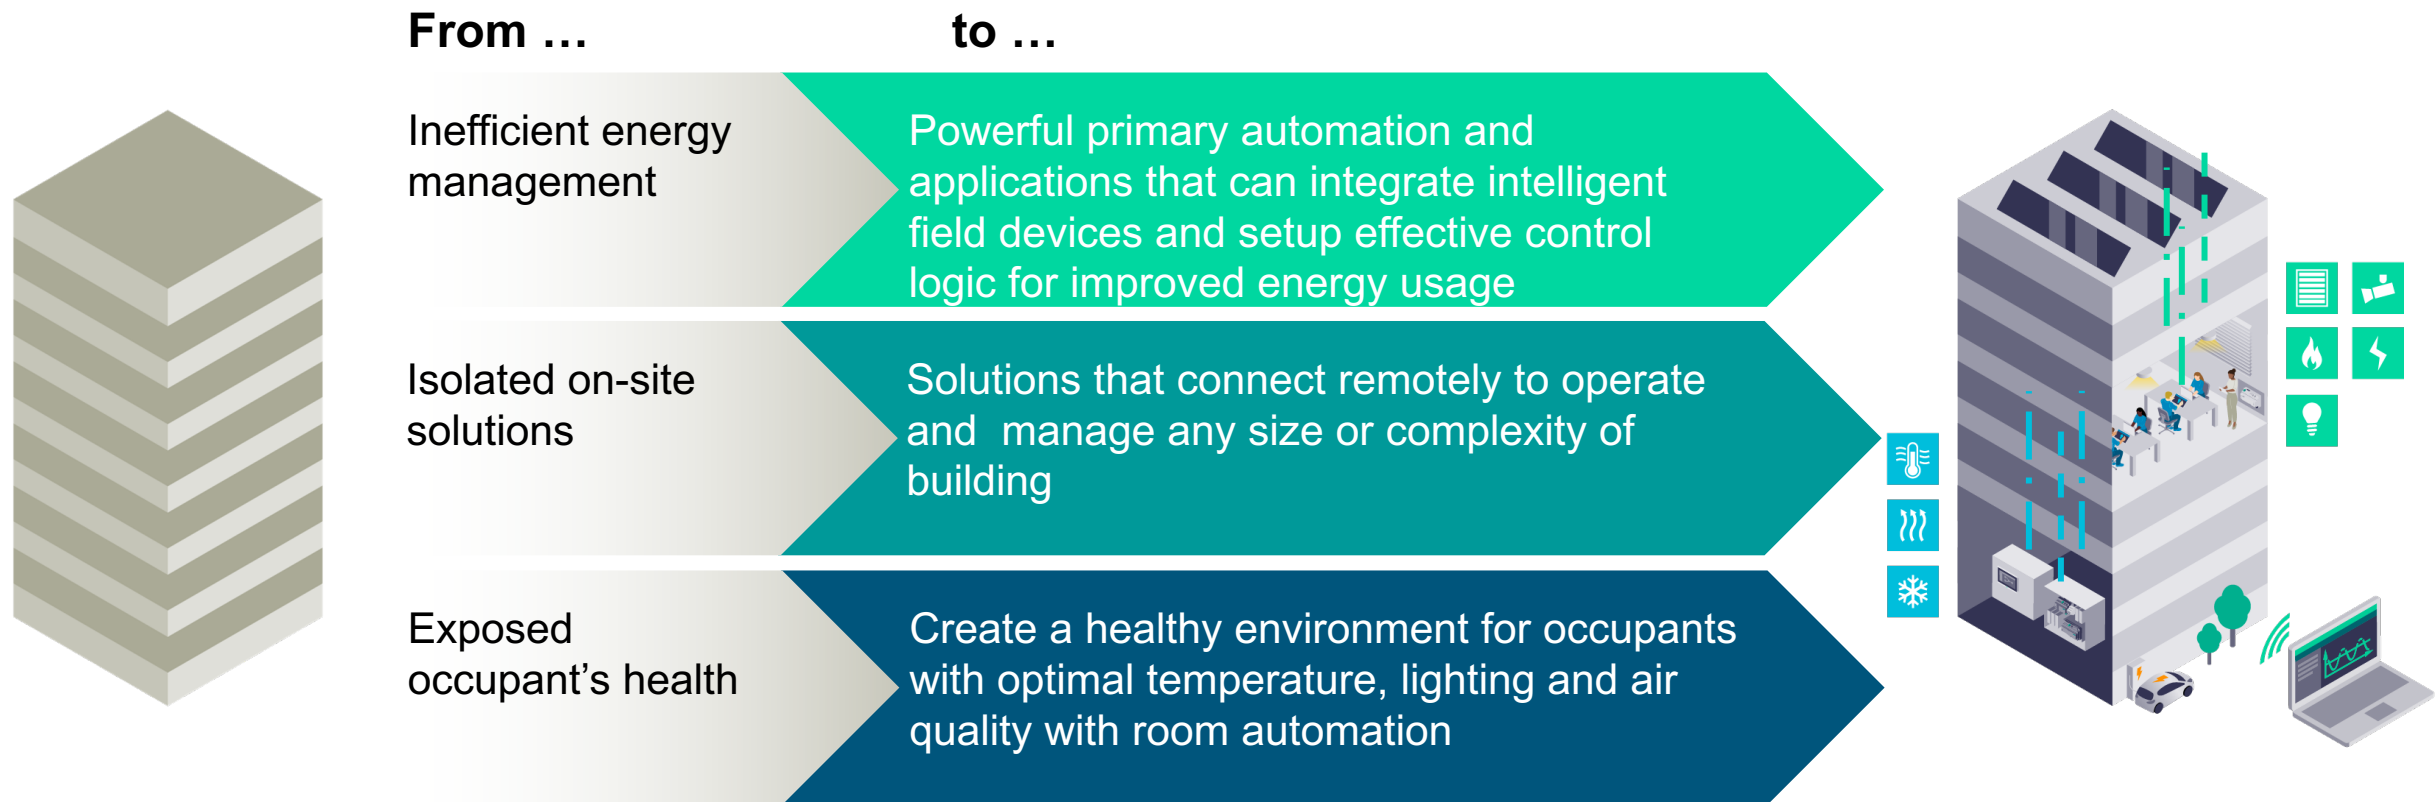 From …
to …
Inefficient energy
management
Powerful primary automation and
applications that can integrate intelligent
field devices and setup effective control
logic for improved energy usage
Isolated on-site
solutions
Solutions that connect remotely to operate
and  manage any size or complexity of
building
Exposed
occupant’s health
Create a healthy environment for occupants
with optimal temperature, lighting and air
quality with room automation